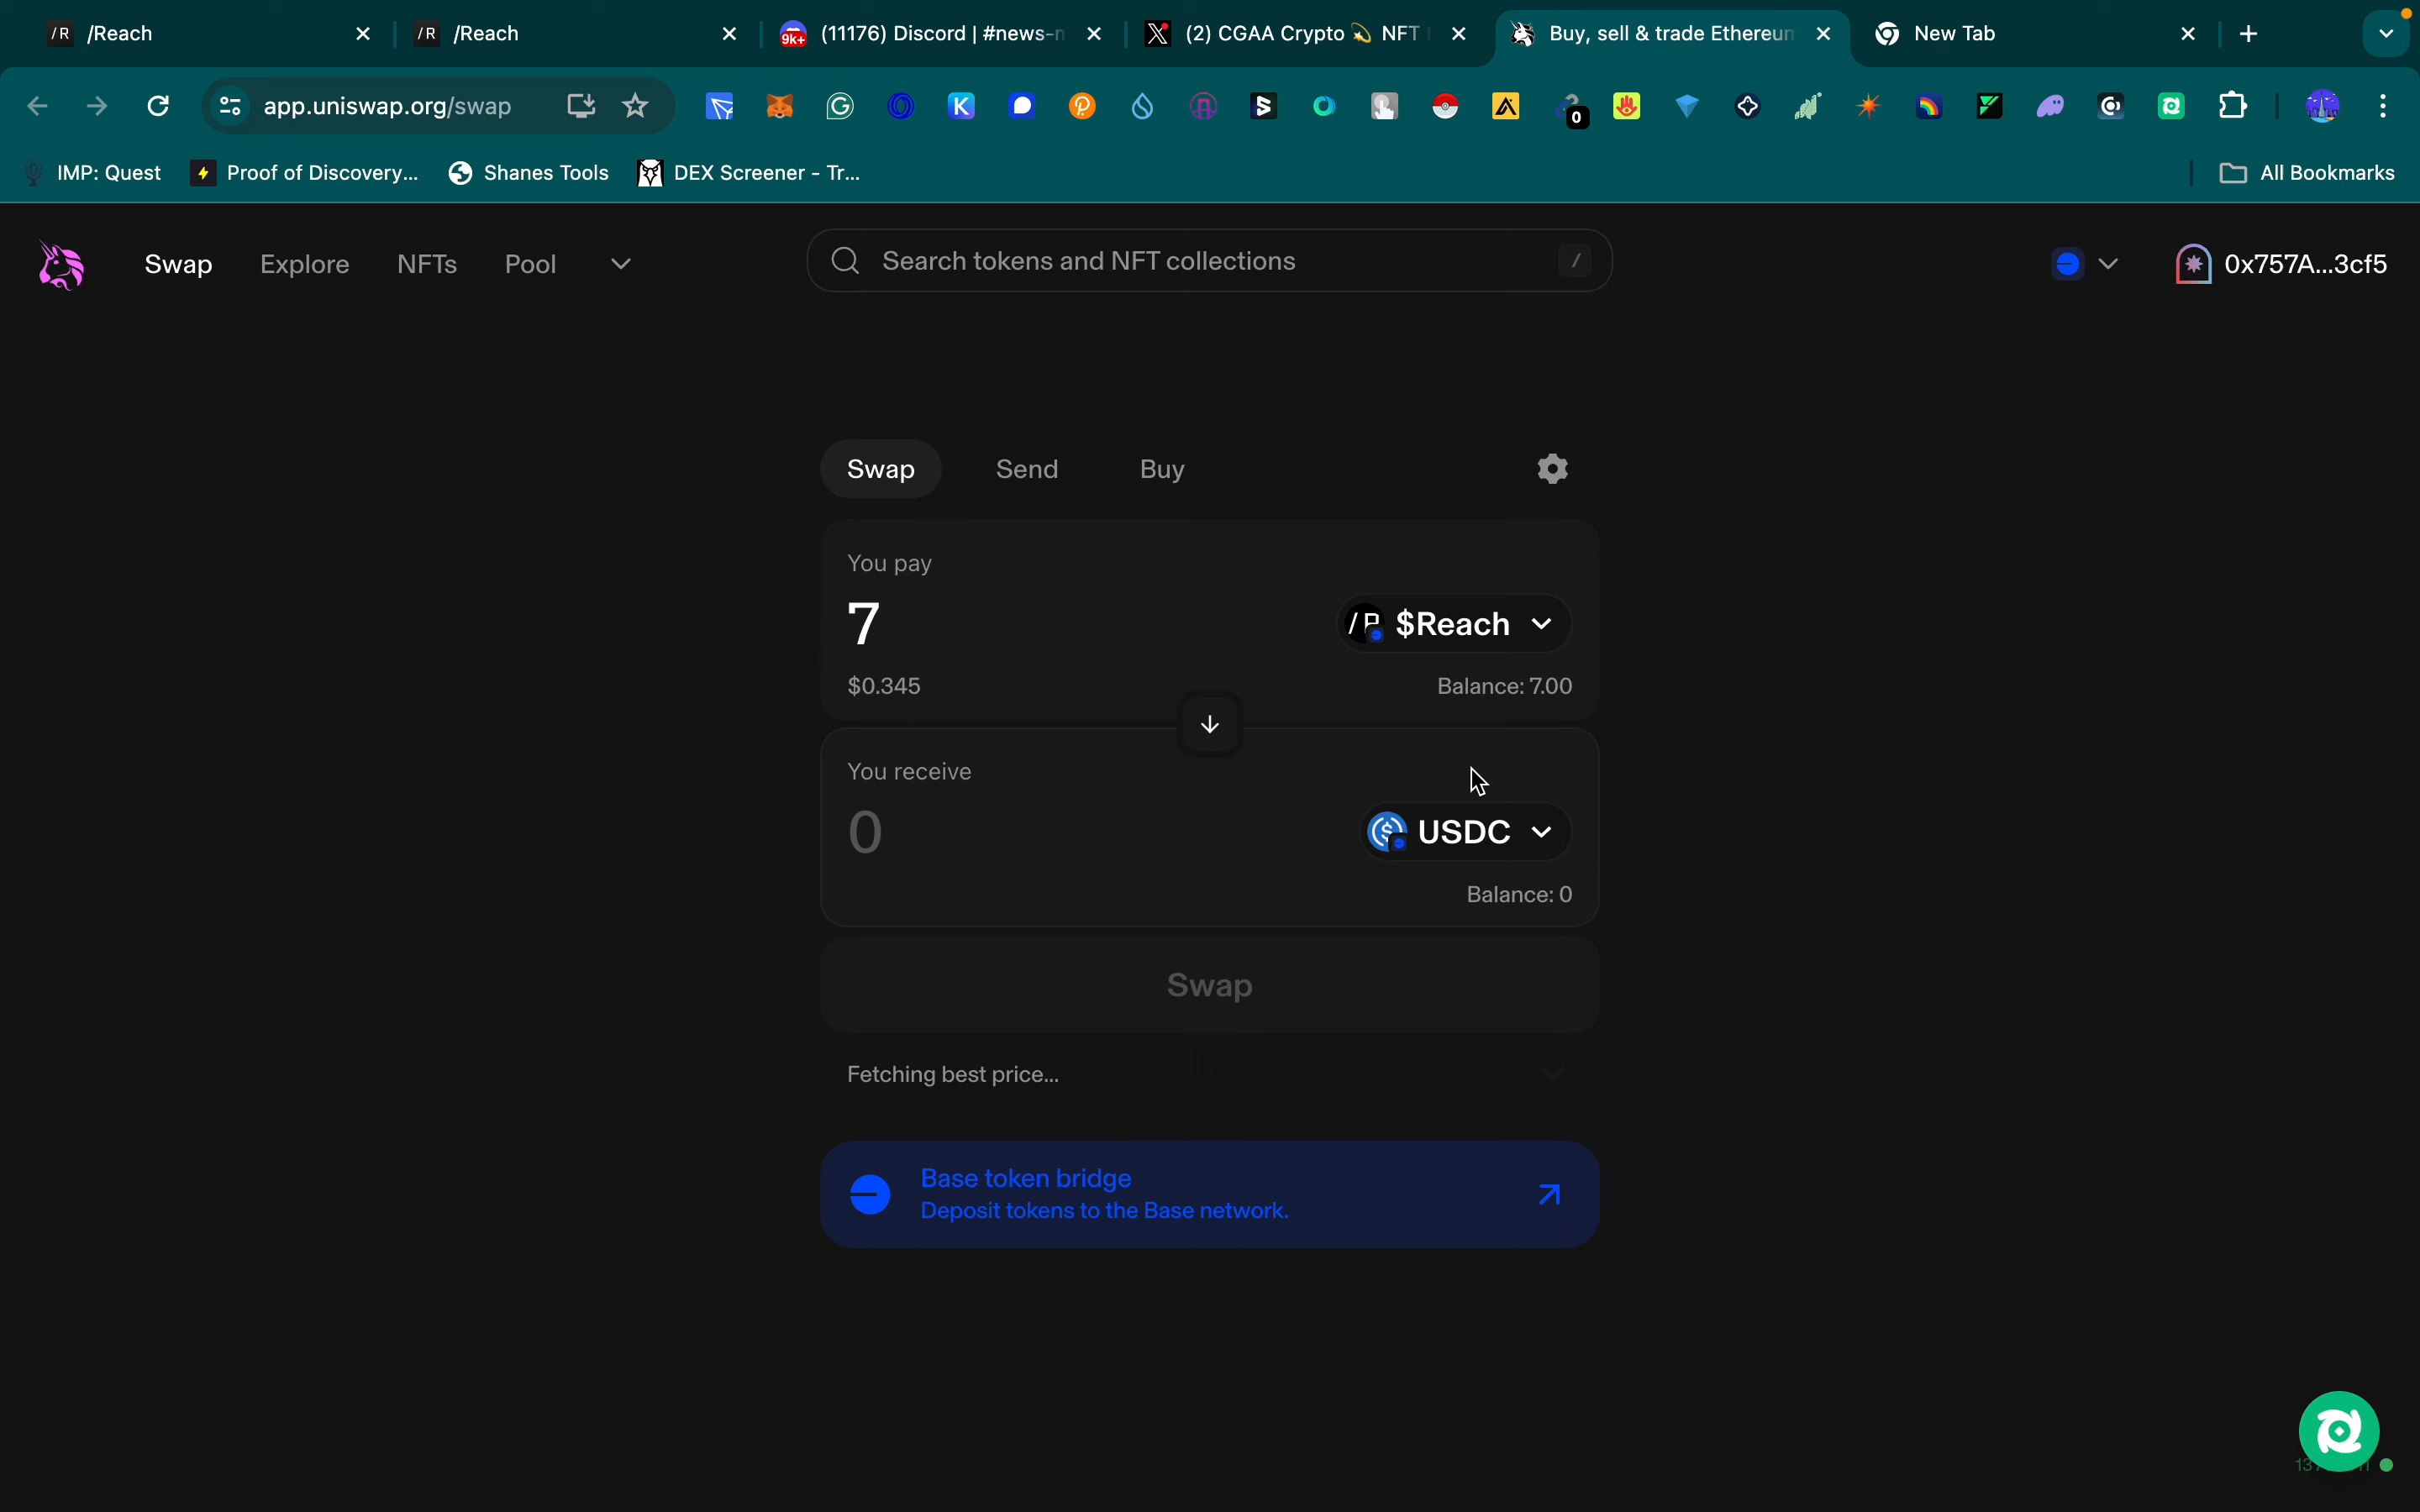 /R /Reach
/R /Reach
9k+ (11176) Discord | #news-n
(2) CGAA Crypto 💫 NFT
Buy, sell & trade Ethereum
New Tab
app.uniswap.org/swap
0
IMP: Quest
Proof of Discovery...
Shanes Tools
DEX Screener - Tr...
All Bookmarks
Swap
Explore
NFTs
Pool
Search tokens and NFT collections
/
0x757A...3cf5
Swap
Send
Buy
You pay
7
$Reach
$0.345
Balance: 7.00
You receive
0
USDC
Balance: 0
Swap
Fetching best price...
Base token bridge
Deposit tokens to the Base network.